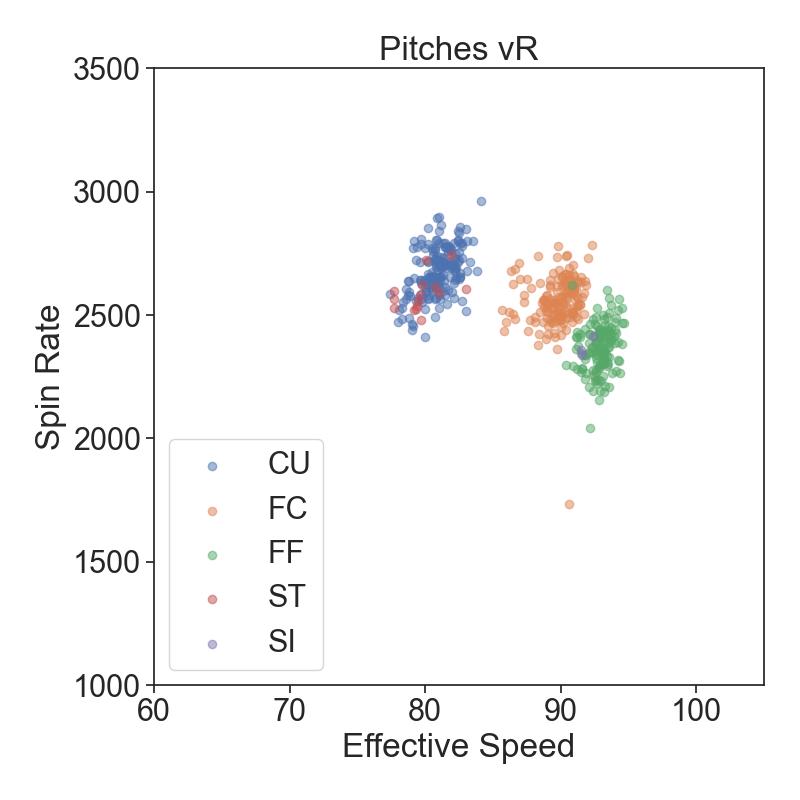 Pitches vR
3500
3000
2500
2000
1500
1000
Spin Rate
CU
FC
FF
ST
SI
60 70 80 90 100
Effective Speed